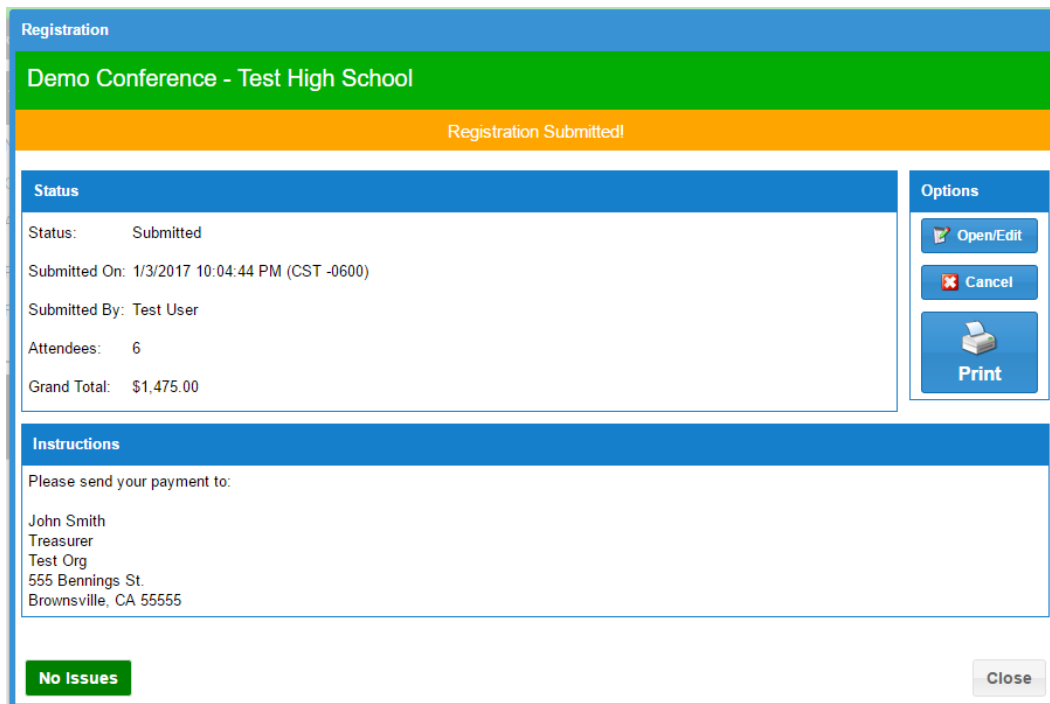 Registration
Demo Conference - Test High School
Registration Submitted!
Status
Status: Submitted
Submitted On: 1/3/2017 10:04:44 PM (CST -0600)
Submitted By: Test User
Attendees: 6
Grand Total: $1,475.00
Options
Open/Edit
Cancel
Print
Instructions
Please send your payment to:
John Smith
Treasurer
Test Org
555 Bennings St.
Brownsville, CA 55555
No Issues
Close